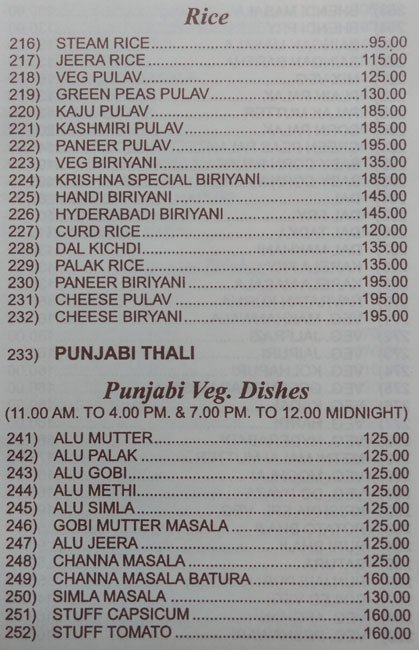 Rice
216) STEAM RICE........................................95.00
217) JEERA RICE.......................................115.00
218) VEG PULAV........................................125.00
219) GREEN PEAS PULAV............................130.00
220) KAJU PULAV.......................................185.00
221) KASHMIRI PULAV................................185.00
222) PANEER PULAV...................................195.00
223) VEG BIRIYANI.....................................135.00
224) KRISHNA SPECIAL BIRIYANI..................185.00
225) HANDI BIRIYANI..................................145.00
226) HYDERABADI BIRIYANI.........................145.00
227) CURD RICE........................................120.00
228) DAL KICHDI........................................135.00
229) PALAK RICE.......................................135.00
230) PANEER BIRIYANI................................195.00
231) CHEESE PULAV...................................195.00
232) CHEESE BIRYANI.................................195.00
233) PUNJABI THALI
Punjabi Veg. Dishes
(11.00 AM. TO 4.00 PM. & 7.00 PM. TO 12.00 MIDNIGHT)
241) ALU MUTTER......................................125.00
242) ALU PALAK........................................125.00
243) ALU GOBI..........................................125.00
244) ALU METHI........................................125.00
245) ALU SIMLA........................................125.00
246) GOBI MUTTER MASALA.........................125.00
247) ALU JEERA........................................125.00
248) CHANNA MASALA................................125.00
249) CHANNA MASALA BATURA......................160.00
250) SIMLA MASALA...................................130.00
251) STUFF CAPSICUM................................160.00
252) STUFF TOMATO...................................160.00